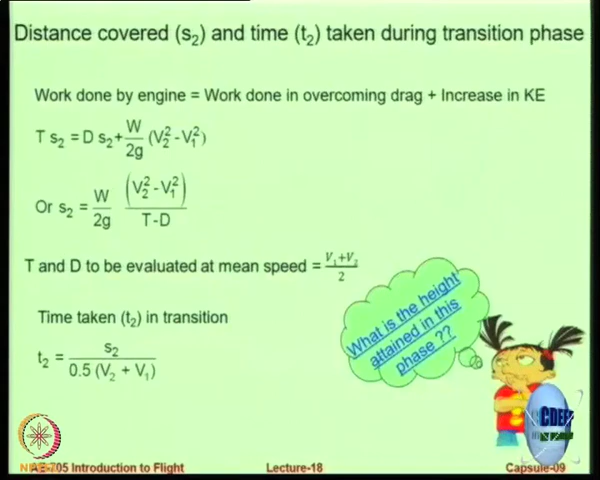 Distance covered (s₂) and time (t₂) taken during transition phase
Work done by engine = Work done in overcoming drag + Increase in KE
T s₂ = D s₂ + W/2g (V₂² - V₁²)
Or s₂ = W/2g (V₂² - V₁²)/T-D
T and D to be evaluated at mean speed = V₁+V₂/2
What is the height
attained in this
phase ??
Time taken (t₂) in transition
t₂ = s₂/0.5 (V₂ + V₁)
CDEEP
NPTEL
AE-705 Introduction to Flight
Lecture-18
Capsule-09